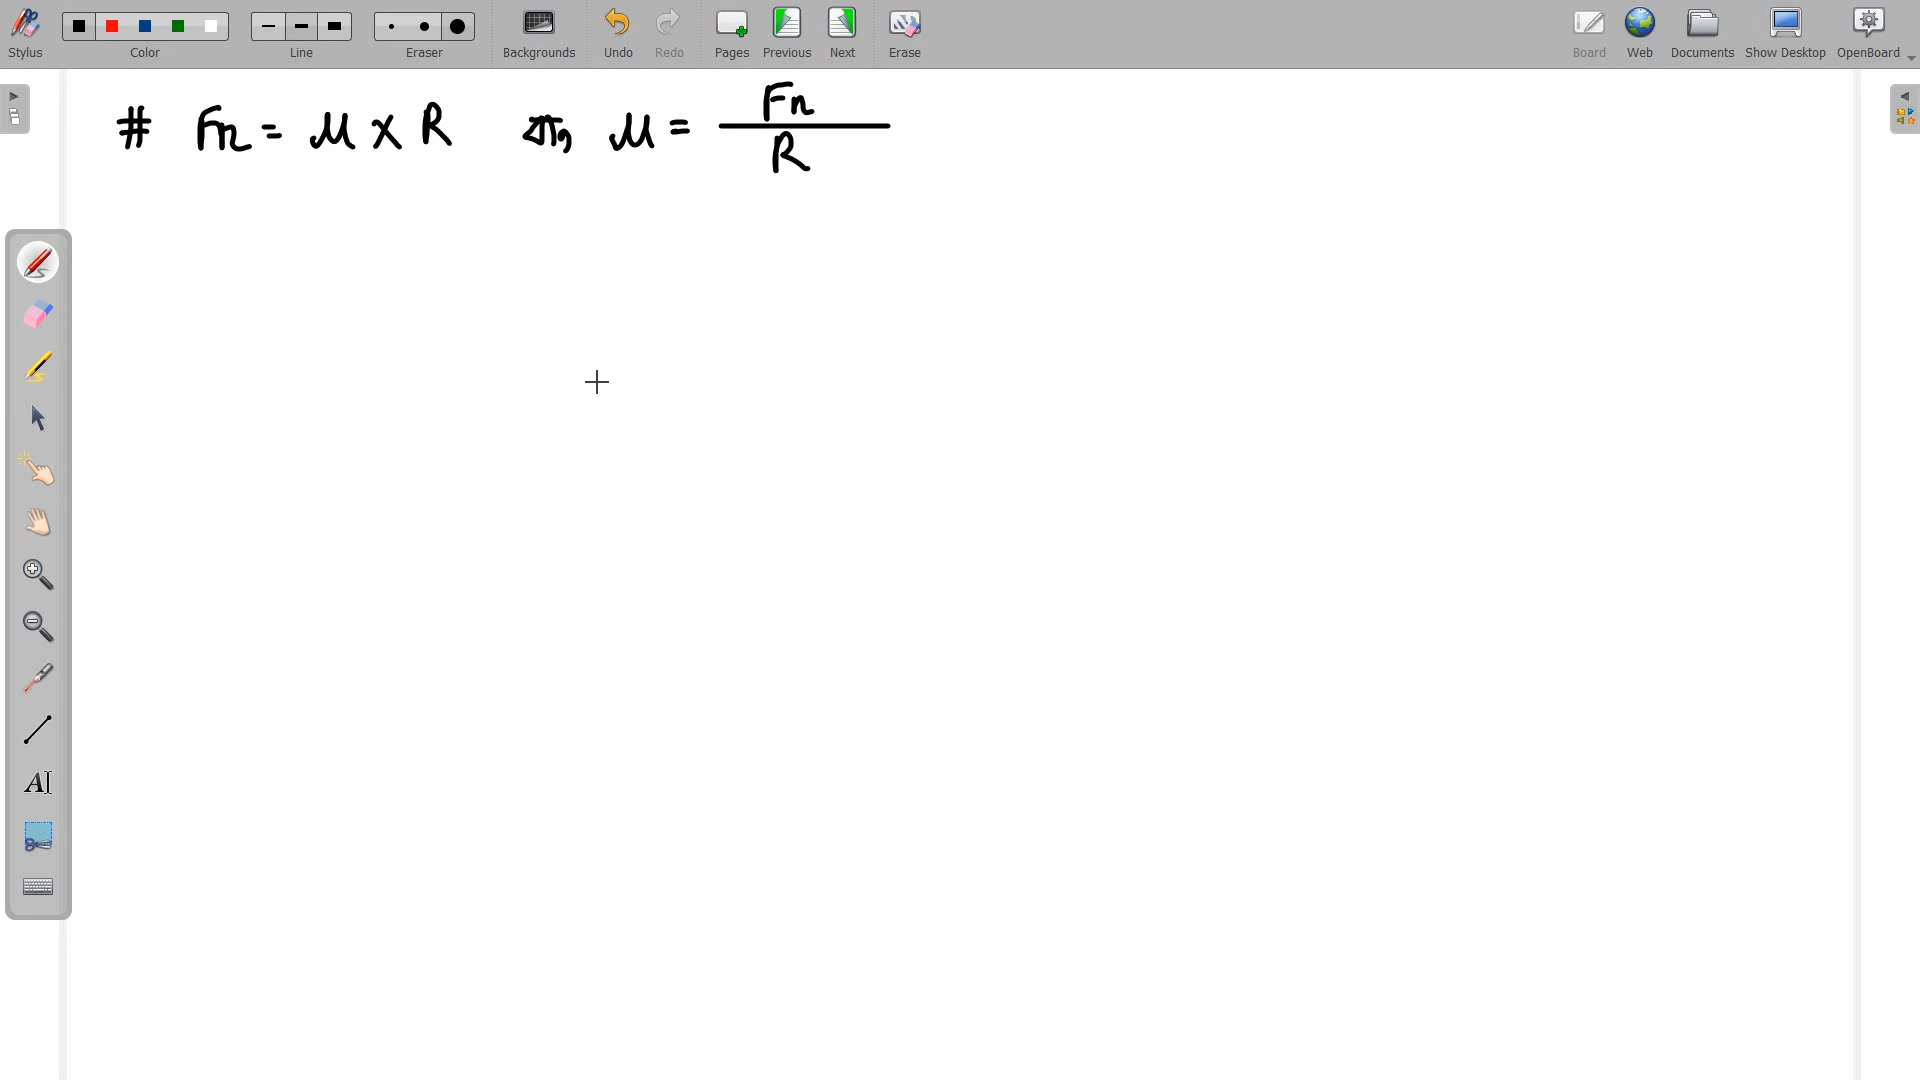 Stylus Color Line Eraser Backgrounds Undo Redo Pages Previous Next Erase Board Web Documents Show Desktop OpenBoard
# Fr = μ x R বা, μ = Fr / R
AI